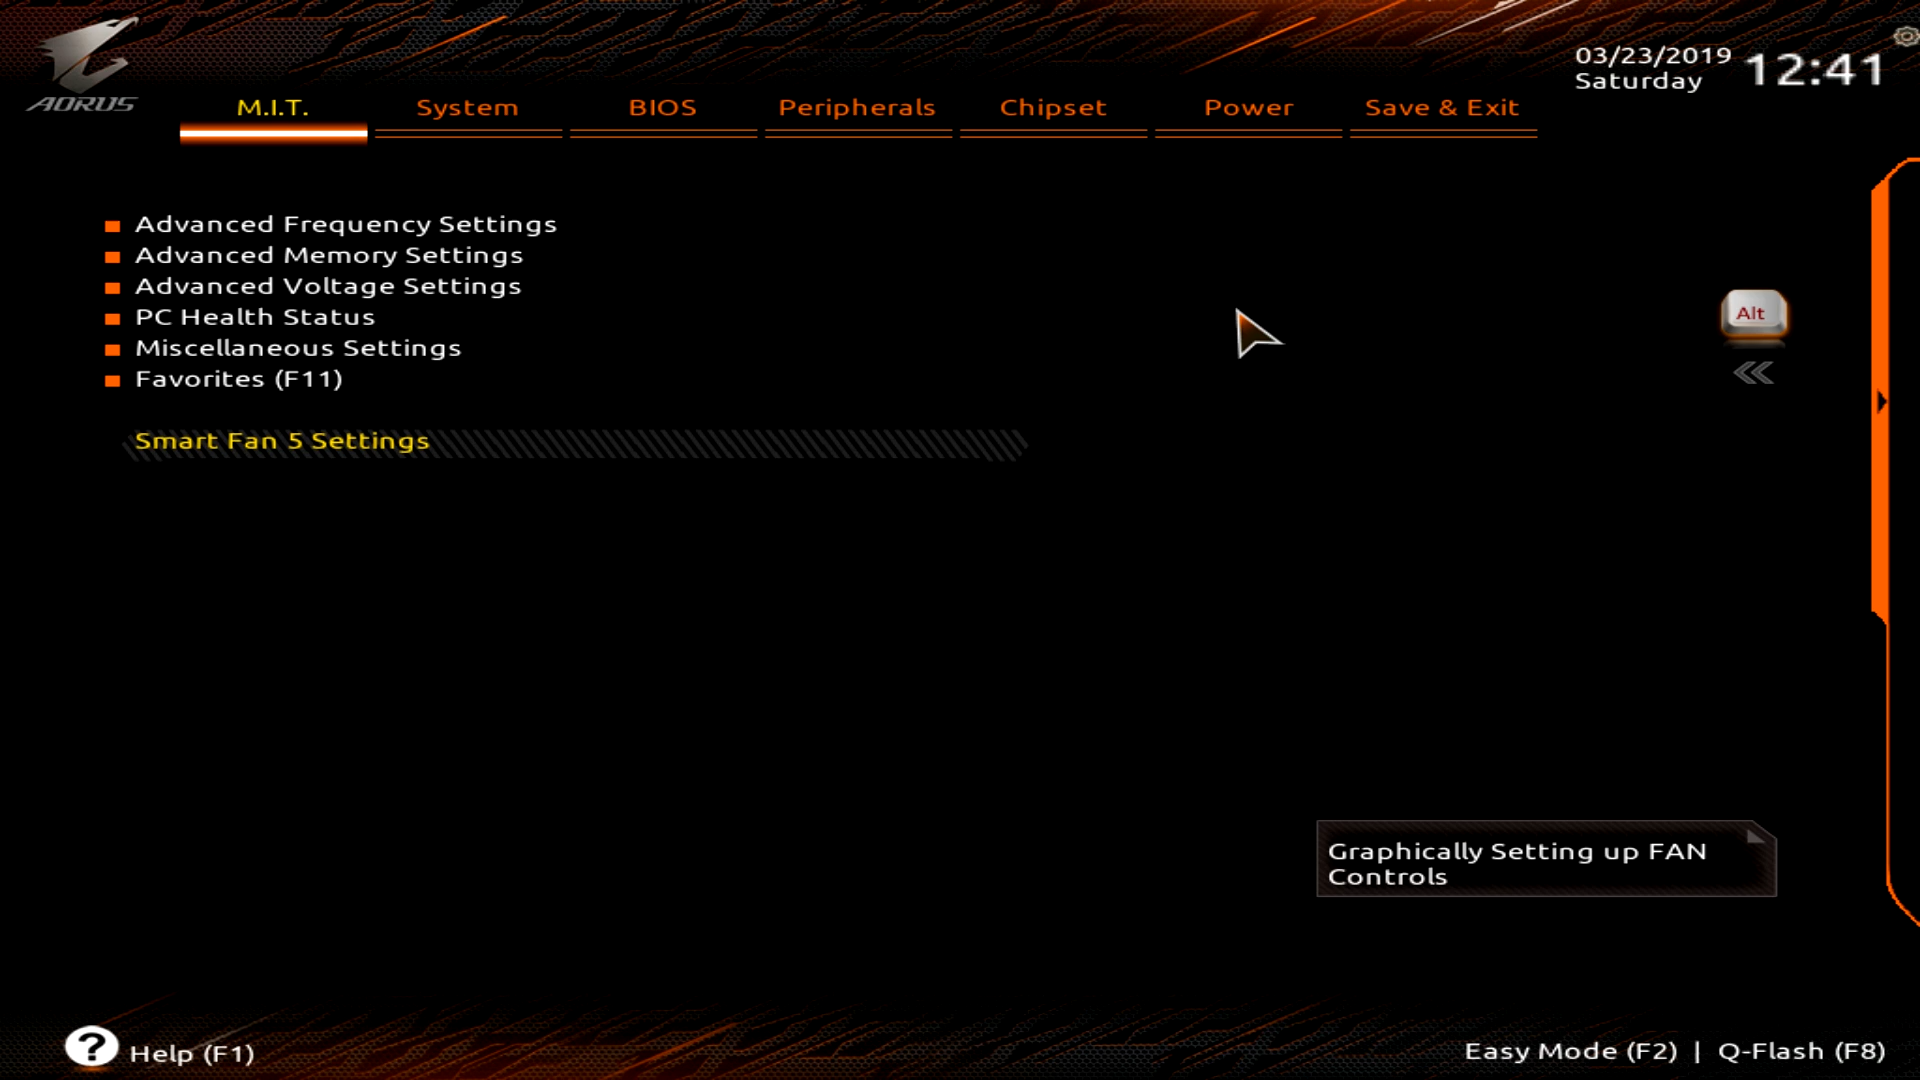 AORUS
03/23/2019
Saturday
12:41
M.I.T.
System
BIOS
Peripherals
Chipset
Power
Save & Exit
Advanced Frequency Settings
Advanced Memory Settings
Advanced Voltage Settings
PC Health Status
Miscellaneous Settings
Favorites (F11)
Smart Fan 5 Settings
Alt
Graphically Setting up FAN
Controls
Help (F1)
Easy Mode (F2) | Q-Flash (F8)